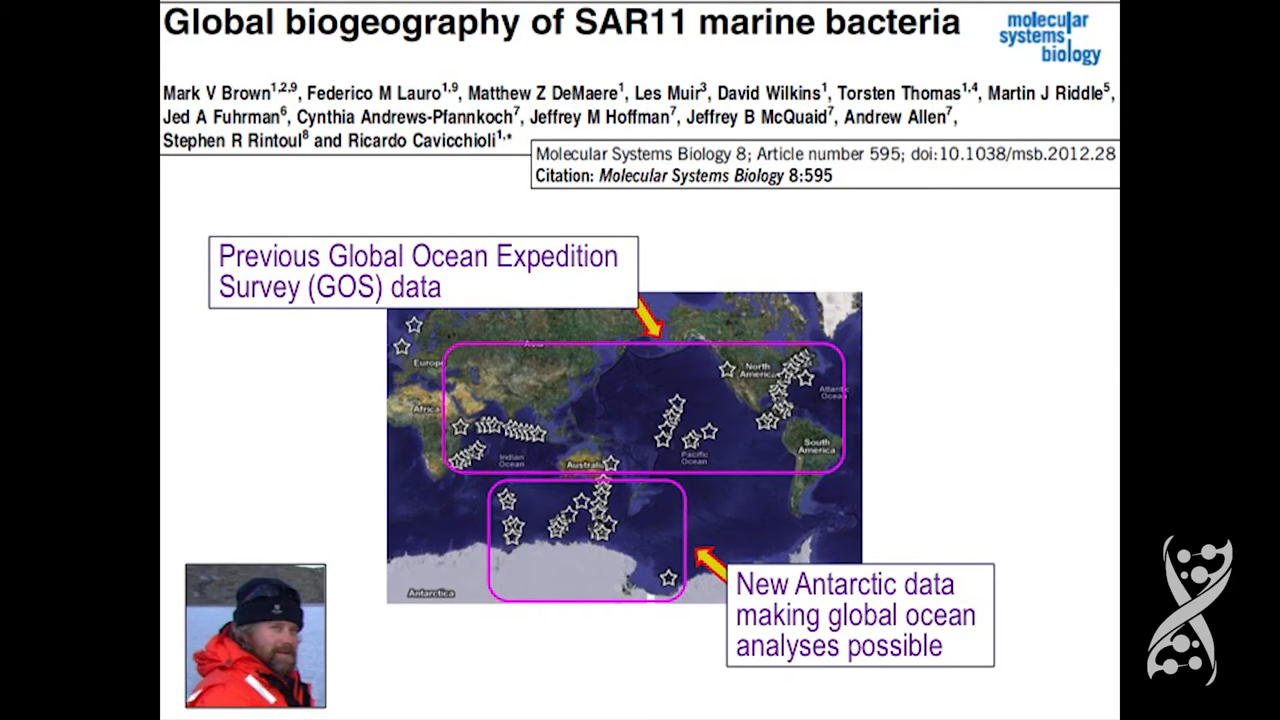 Global biogeography of SAR11 marine bacteria
molecular
systems
biology
Mark V Brown1,2,9, Federico M Lauro1,9, Matthew Z DeMaere1, Les Muir3, David Wilkins1, Torsten Thomas1,4, Martin J Riddle5,
Jed A Fuhrman6, Cynthia Andrews-Pfannkoch7, Jeffrey M Hoffman7, Jeffrey B McQuaid7, Andrew Allen7,
Stephen R Rintoul8 and Ricardo Cavicchioli1,*
Molecular Systems Biology 8; Article number 595; doi:10.1038/msb.2012.28
Citation: Molecular Systems Biology 8:595
Previous Global Ocean Expedition
Survey (GOS) data
Asia
Europe
North
America
Atlantic
Ocean
Africa
South
America
Indian
Ocean
Pacific
Ocean
Australia
Antarctica
New Antarctic data
making global ocean
analyses possible